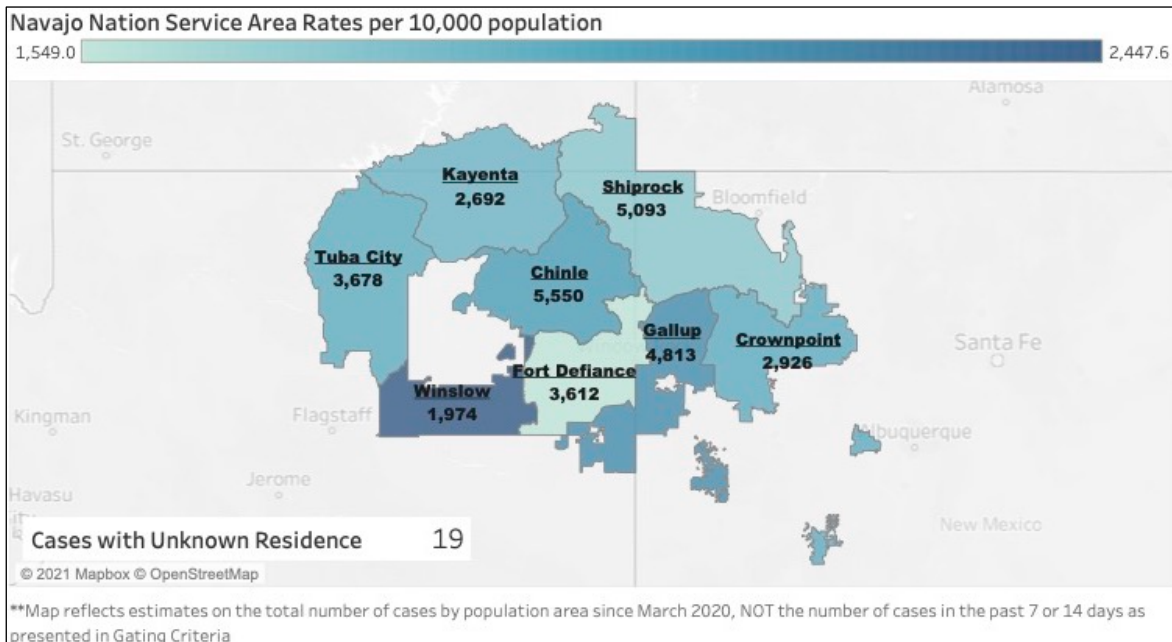 Navajo Nation Service Area Rates per 10,000 population
1,549.0
2,447.6
Alamosa
St. George
Kayenta
2,692
Shiprock
5,093
Bloomfield
Tuba City
3,678
Chinle
5,550
Gallup
4,813
Crownpoint
2,926
Santa Fe
Fort Defiance
3,612
Winslow
1,974
Kingman
Flagstaff
Albuquerque
Jerome
Havasu
New Mexico
Cases with Unknown Residence 19
© 2021 Mapbox © OpenStreetMap
**Map reflects estimates on the total number of cases by population area since March 2020, NOT the number of cases in the past 7 or 14 days as
presented in Gating Criteria